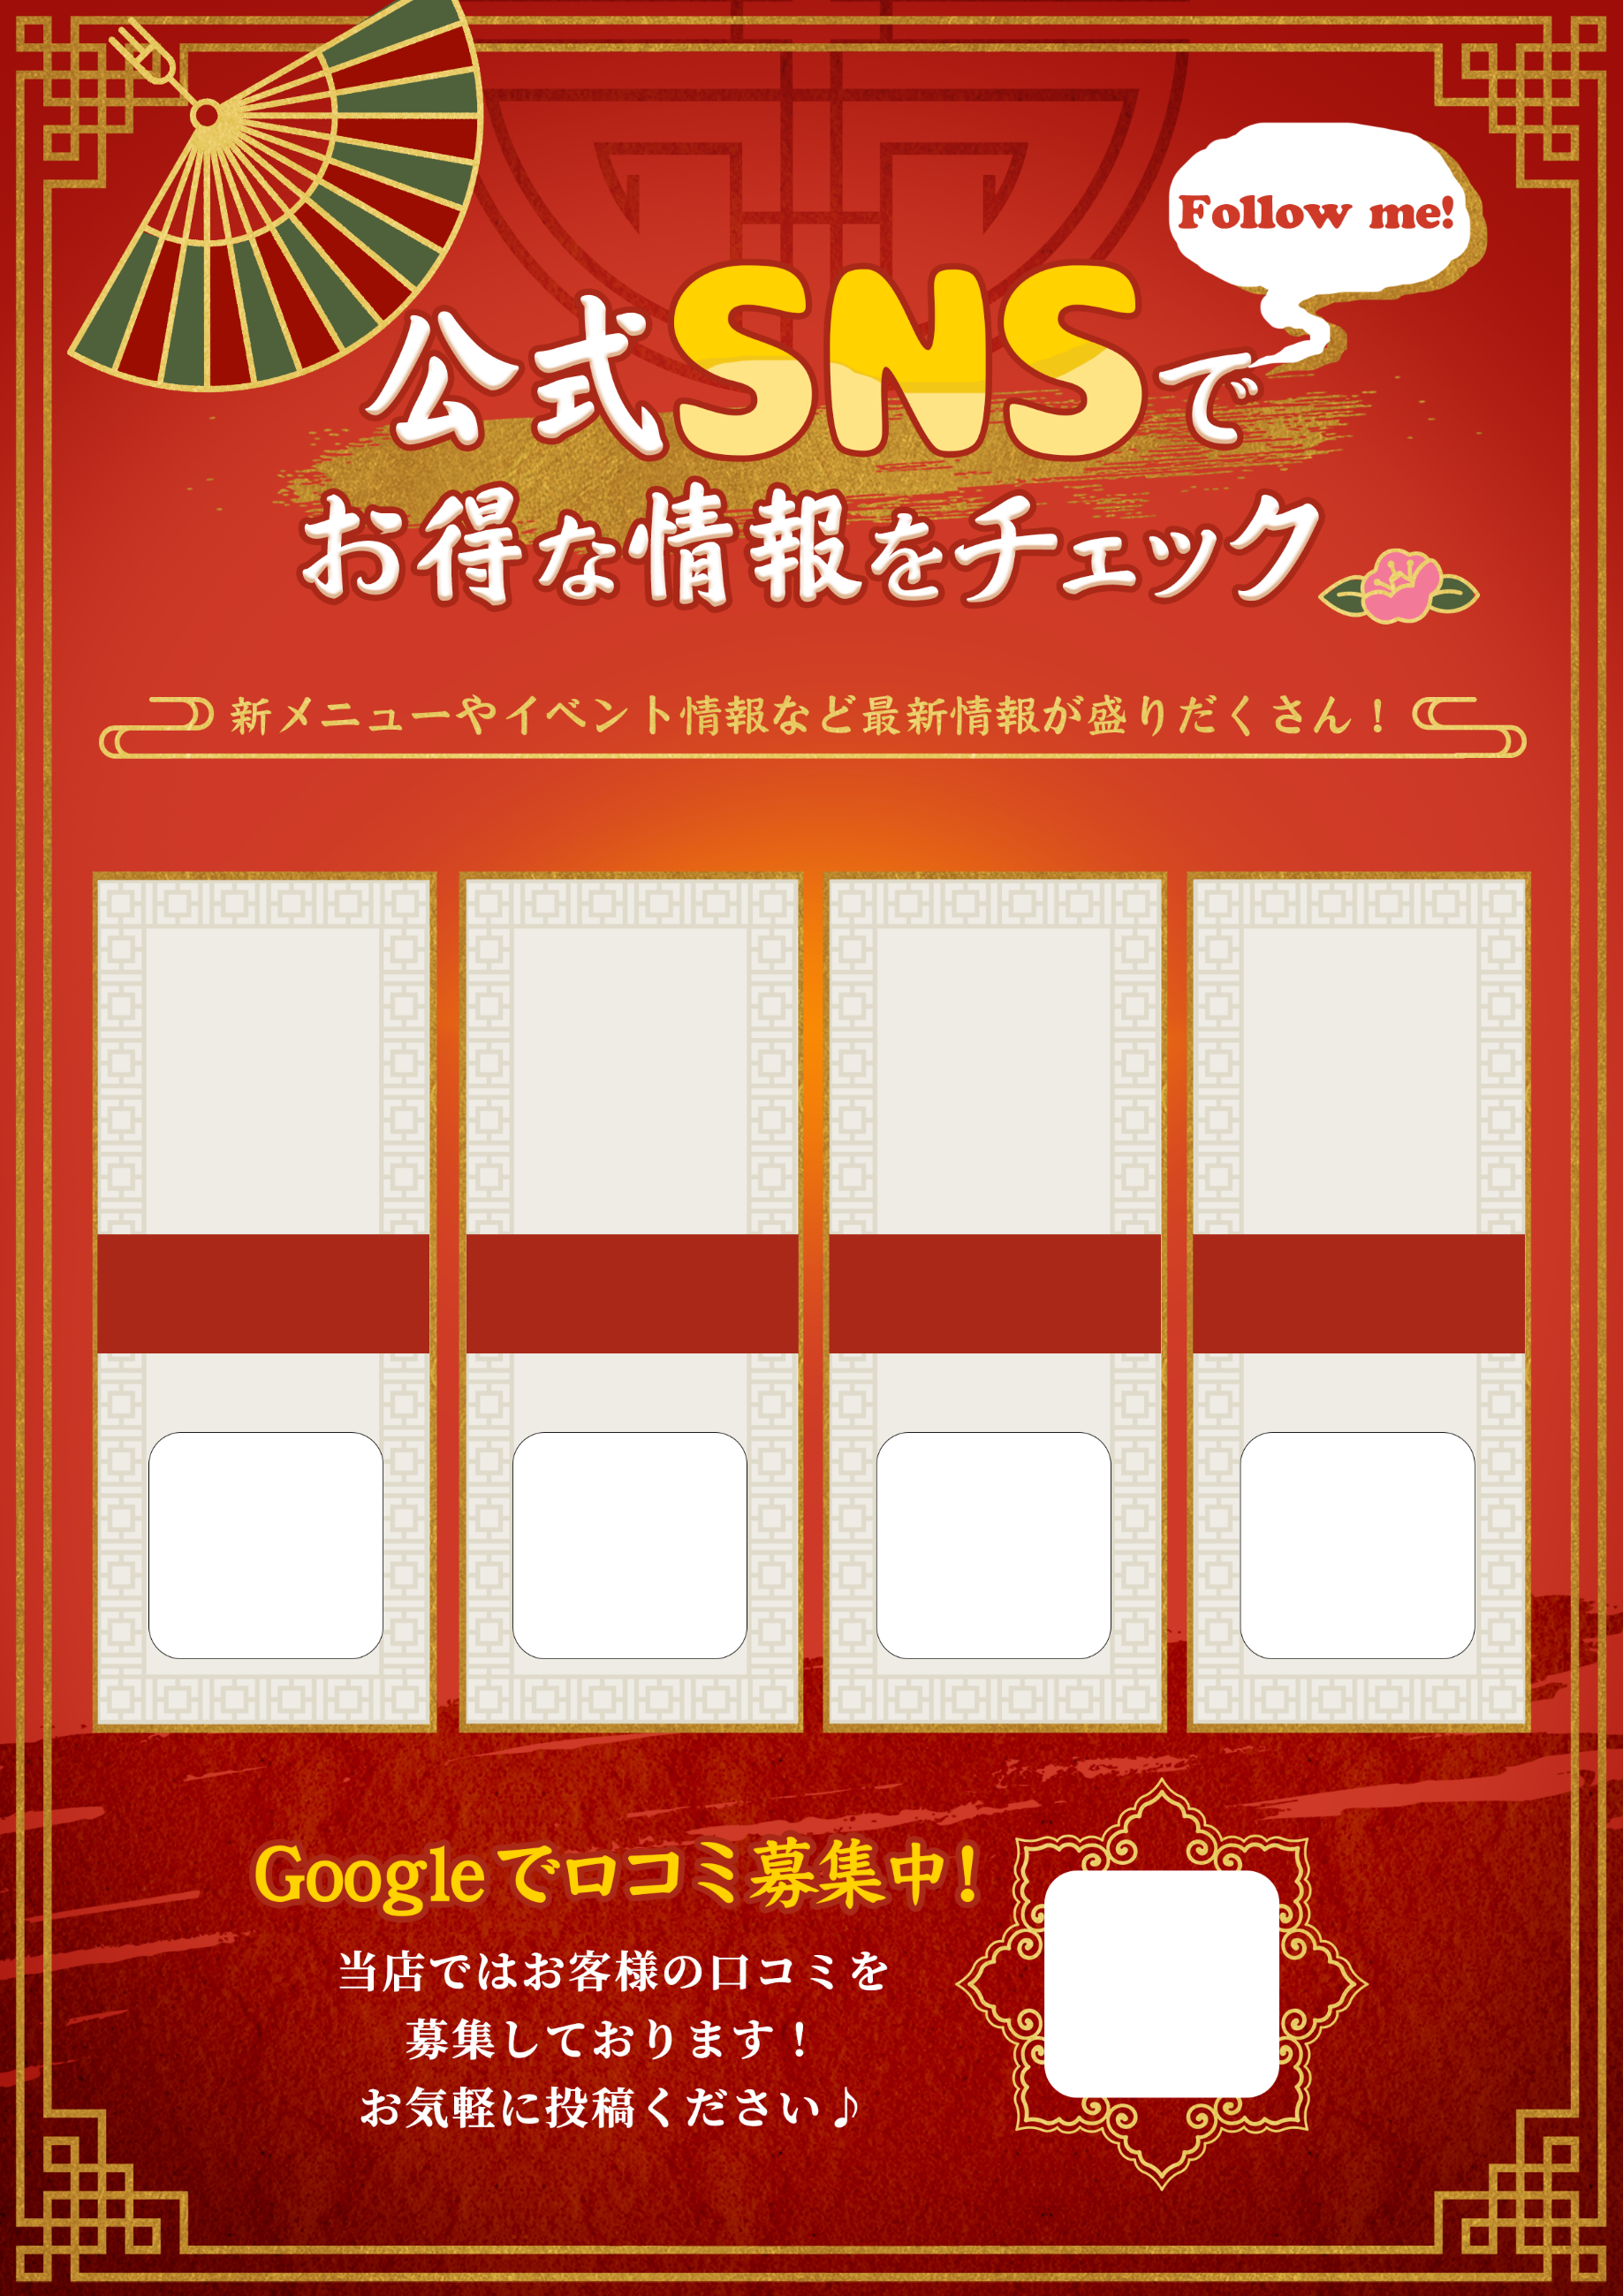 Follow me!
公式SNSで
お得な情報をチェック
新メニューやイベント情報など最新情報が盛りだくさん！
Googleで口コミ募集中！
当店ではお客様の口コミを
募集しております！
お気軽に投稿ください♪